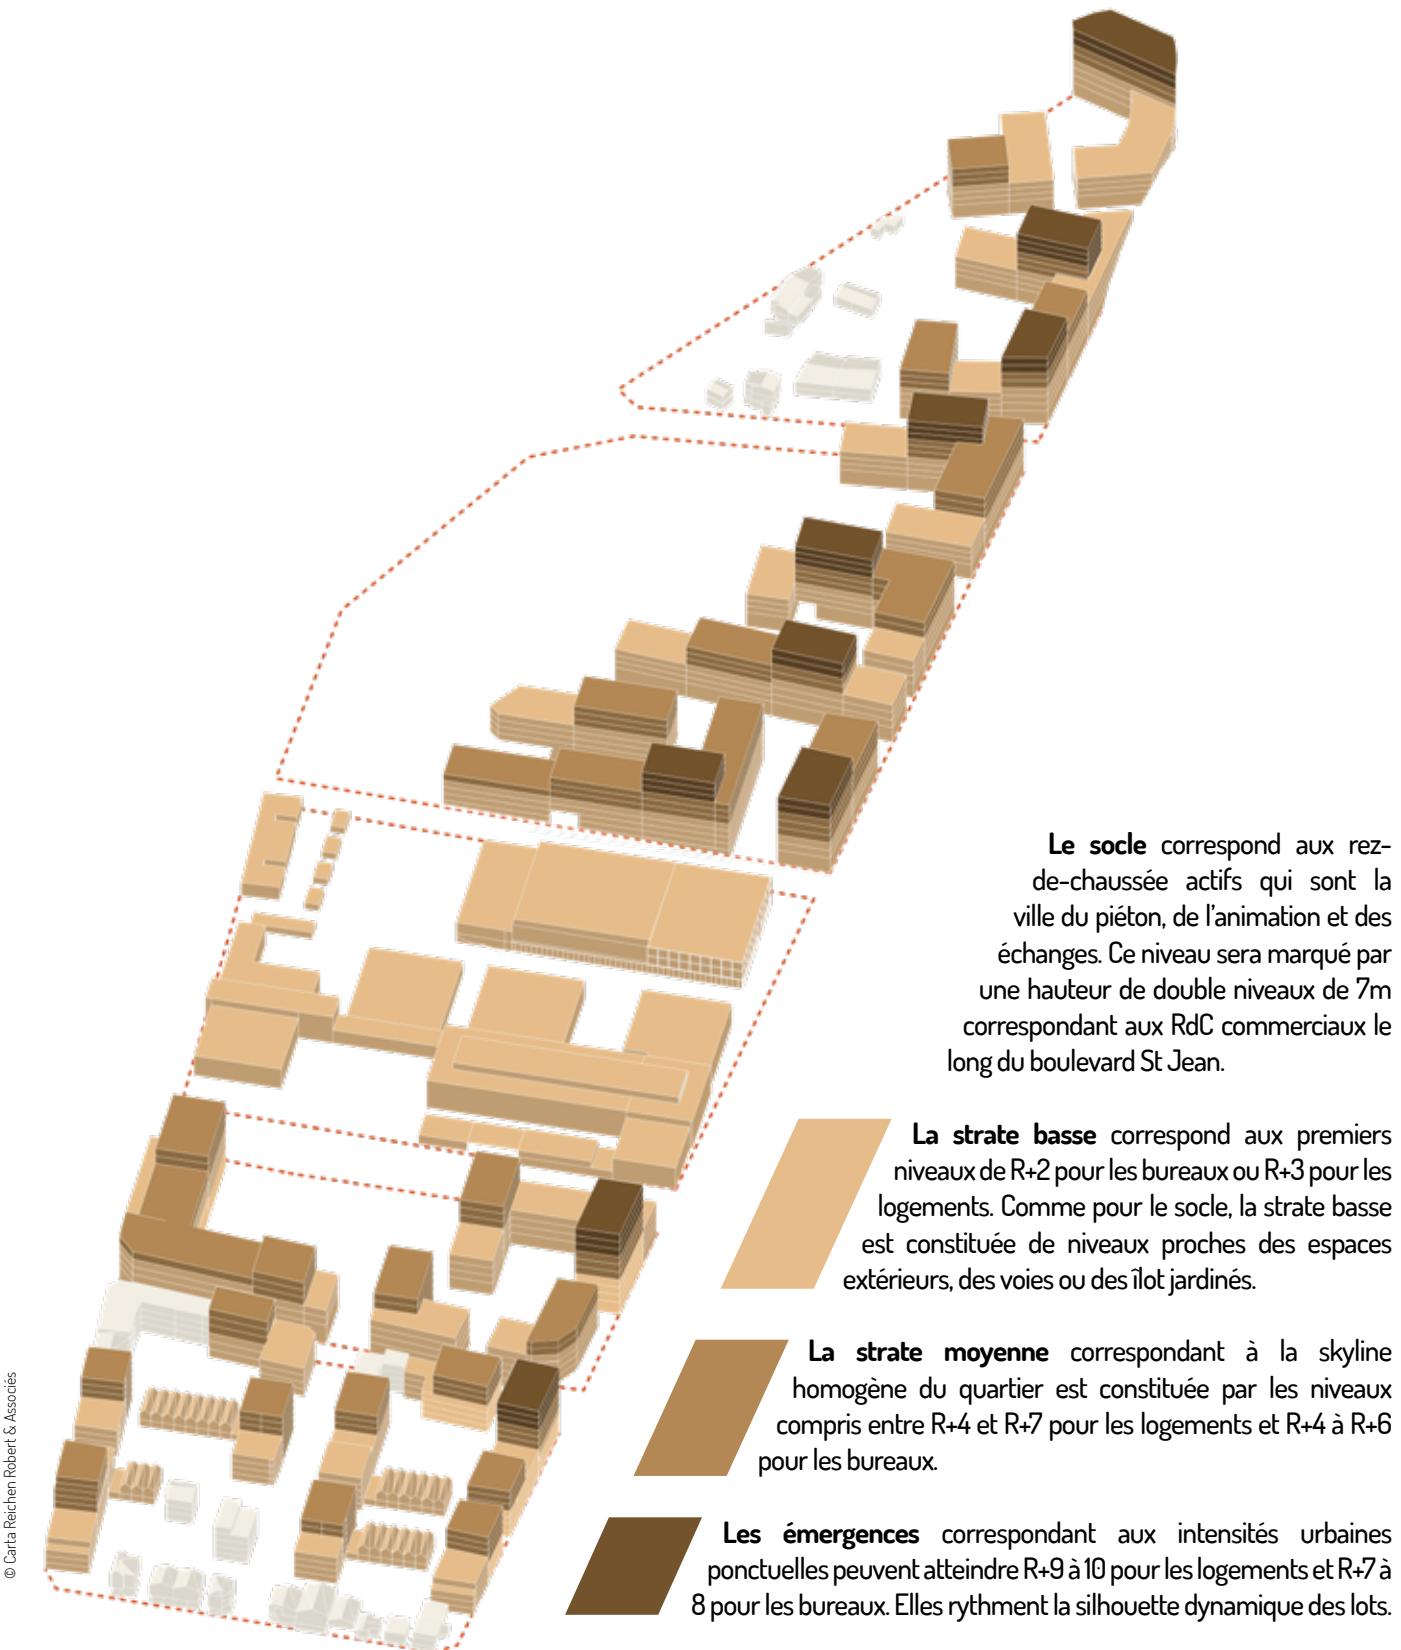 Le socle correspond aux rez-
de-chaussée actifs qui sont la
ville du piéton, de l'animation et des
échanges. Ce niveau sera marqué par
une hauteur de double niveaux de 7m
correspondant aux RdC commerciaux le
long du boulevard St Jean.
La strate basse correspond aux premiers
niveaux de R+2 pour les bureaux ou R+3 pour les
logements. Comme pour le socle, la strate basse
est constituée de niveaux proches des espaces
extérieurs, des voies ou des îlot jardinés.
La strate moyenne correspondant à la skyline
homogène du quartier est constituée par les niveaux
compris entre R+4 et R+7 pour les logements et R+4 à R+6
pour les bureaux.
Les émergences correspondant aux intensités urbaines
ponctuelles peuvent atteindre R+9 à 10 pour les logements et R+7 à
8 pour les bureaux. Elles rythment la silhouette dynamique des lots.
© Carta Reichen Robert & Associés